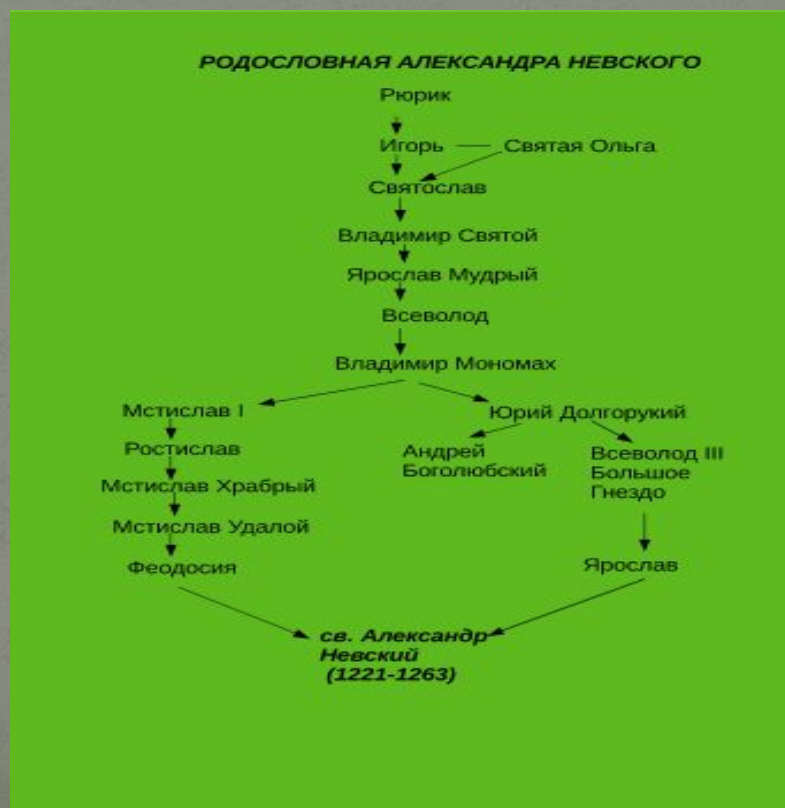 РОДОСЛОВНАЯ АЛЕКСАНДРА НЕВСКОГО
Рюрик
Игорь Святая Ольга
Святослав
Владимир Святой
Ярослав Мудрый
Всеволод
Владимир Мономах
Мстислав I Юрий Долгорукий
Ростислав Андрей Всеволод III
Боголюбский Большое
Мстислав Храбрый Гнездо
Мстислав Удалой
Феодосия Ярослав
св. Александр
Невский
(1221-1263)